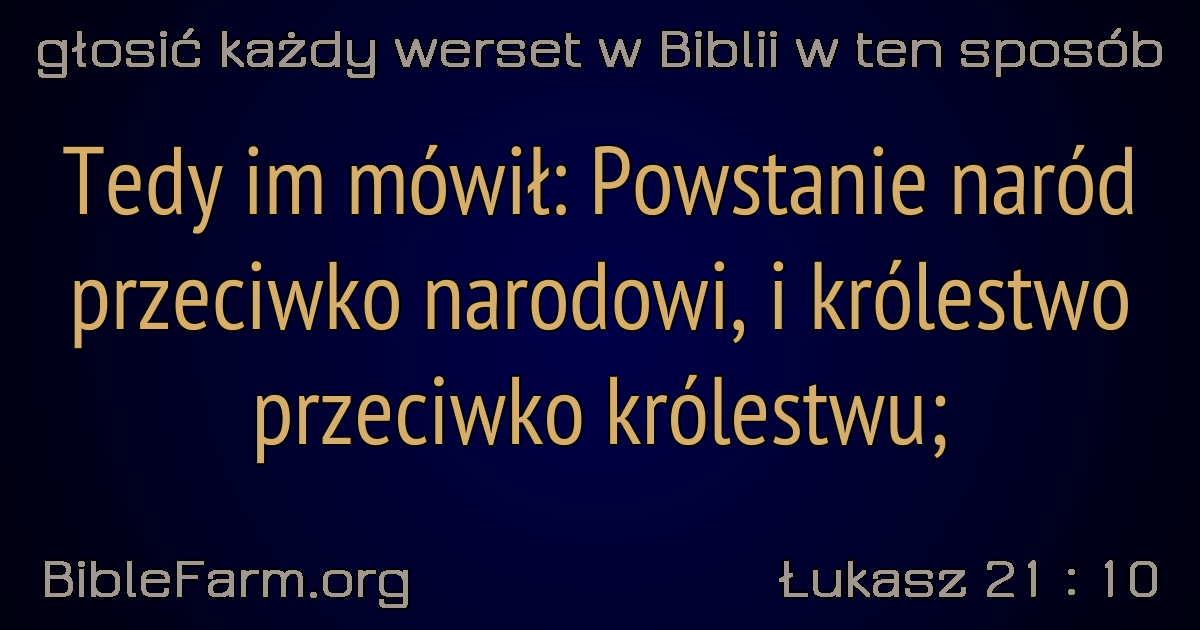 głosić każdy werset w Biblii w ten sposób
Tedy im mówił: Powstanie naród
przeciwko narodowi, i królestwo
przeciwko królestwu;
BibleFarm.org
Łukasz 21 : 10